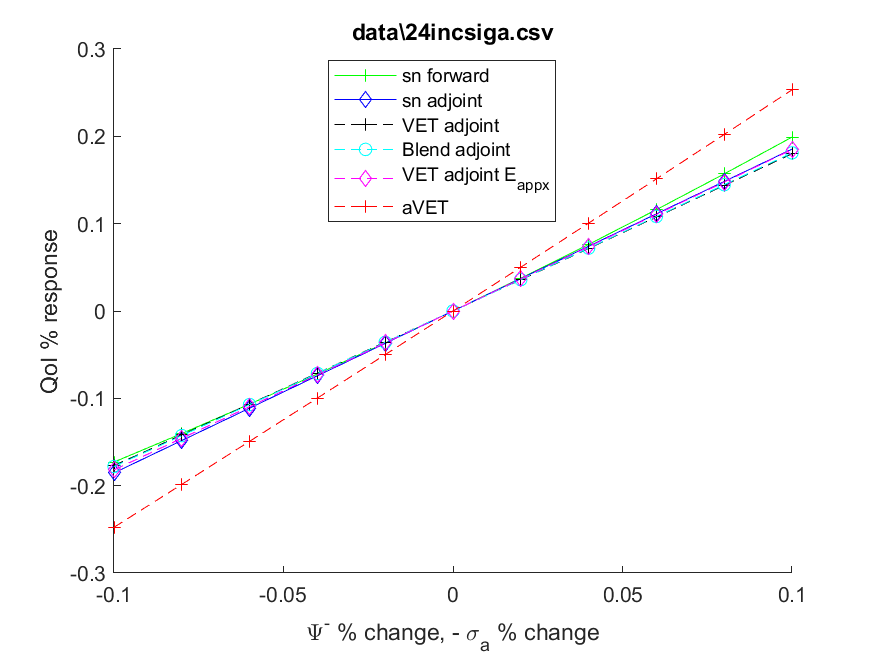 data\24incsiga.csv
0.3
sn forward
sn adjoint
VET adjoint
Blend adjoint
VET adjoint E_appx
aVET
0.2
0.1
0
-0.1
-0.2
-0.3
QoI % response
-0.1 -0.05 0 0.05 0.1
Ψ⁻ % change, - σ_a % change